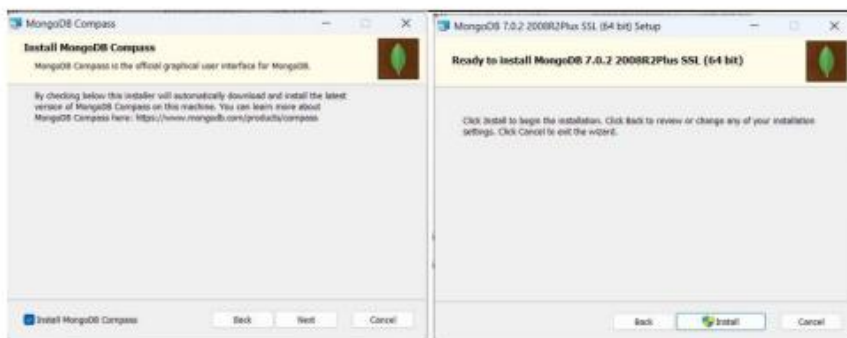 MongoDB Compass
Install MongoDB Compass
MongoDB Compass is the official graphical user interface for MongoDB.
By checking below this installer will automatically download and install the latest
version of MongoDB Compass on this machine. You can learn more about
MongoDB Compass here: https://www.mongodb.com/products/compass
Install MongoDB Compass
Back
Next
Cancel
MongoDB 7.0.2 2008R2Plus SSL (64 bit) Setup
Ready to install MongoDB 7.0.2 2008R2Plus SSL (64 bit)
Click Install to begin the installation. Click Back to review or change any of your installation
settings. Click Cancel to exit the wizard.
Back
Install
Cancel